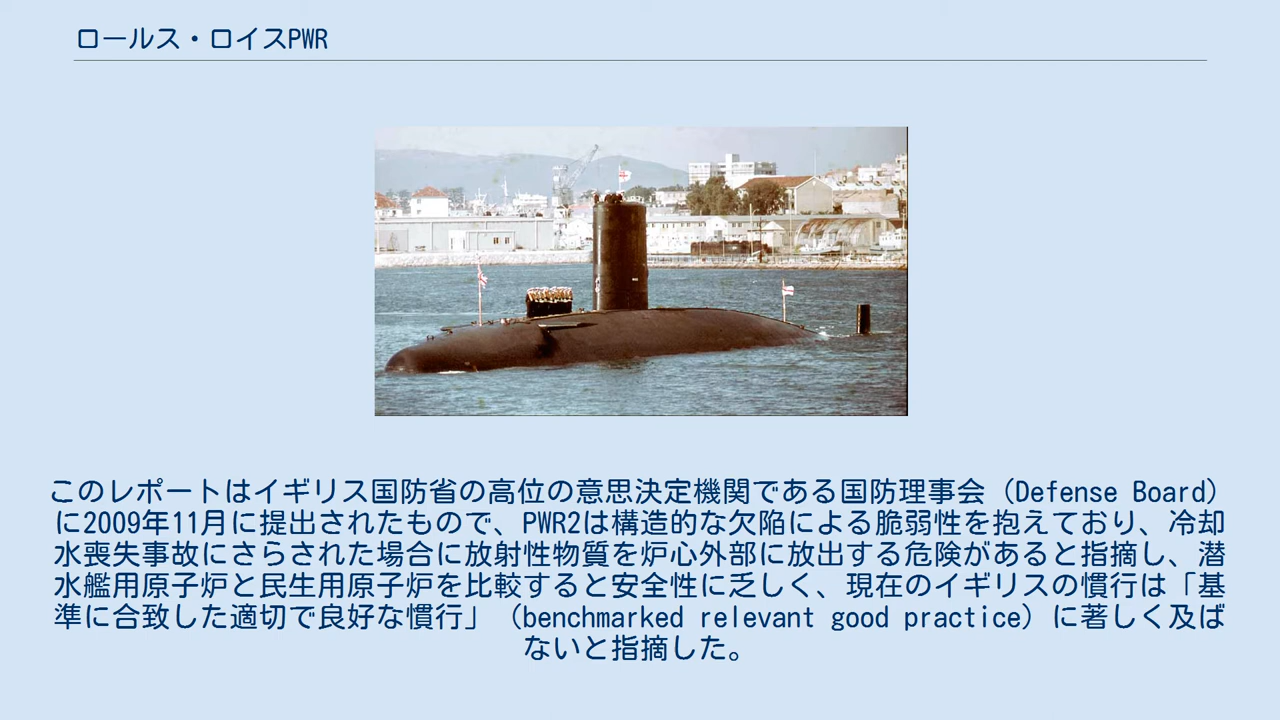 ロールス・ロイスPWR
このレポートはイギリス国防省の高位の意思決定機関である国防理事会（Defense Board）
に2009年11月に提出されたもので、PWR2は構造的な欠陥による脆弱性を抱えており、冷却
水喪失事故にさらされた場合に放射性物質を炉心外部に放出する危険があると指摘し、潜
水艦用原子炉と民生用原子炉を比較すると安全性に乏しく、現在のイギリスの慣行は「基
準に合致した適切で良好な慣行」（benchmarked relevant good practice）に著しく及ば
ないと指摘した。